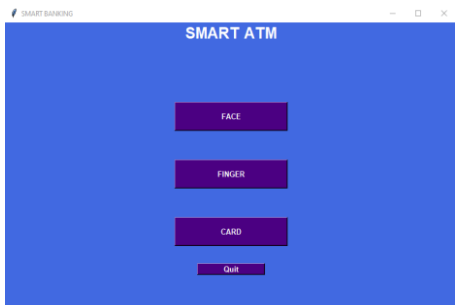 SMART BANKING
SMART ATM
FACE
FINGER
CARD
Quit